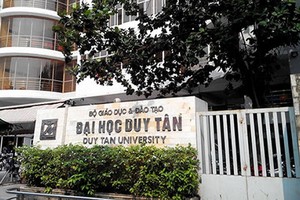 BỘ GIÁO DỤC & ĐÀO TẠO
ĐẠI HỌC DUY TÂN
DUY TAN UNIVERSITY